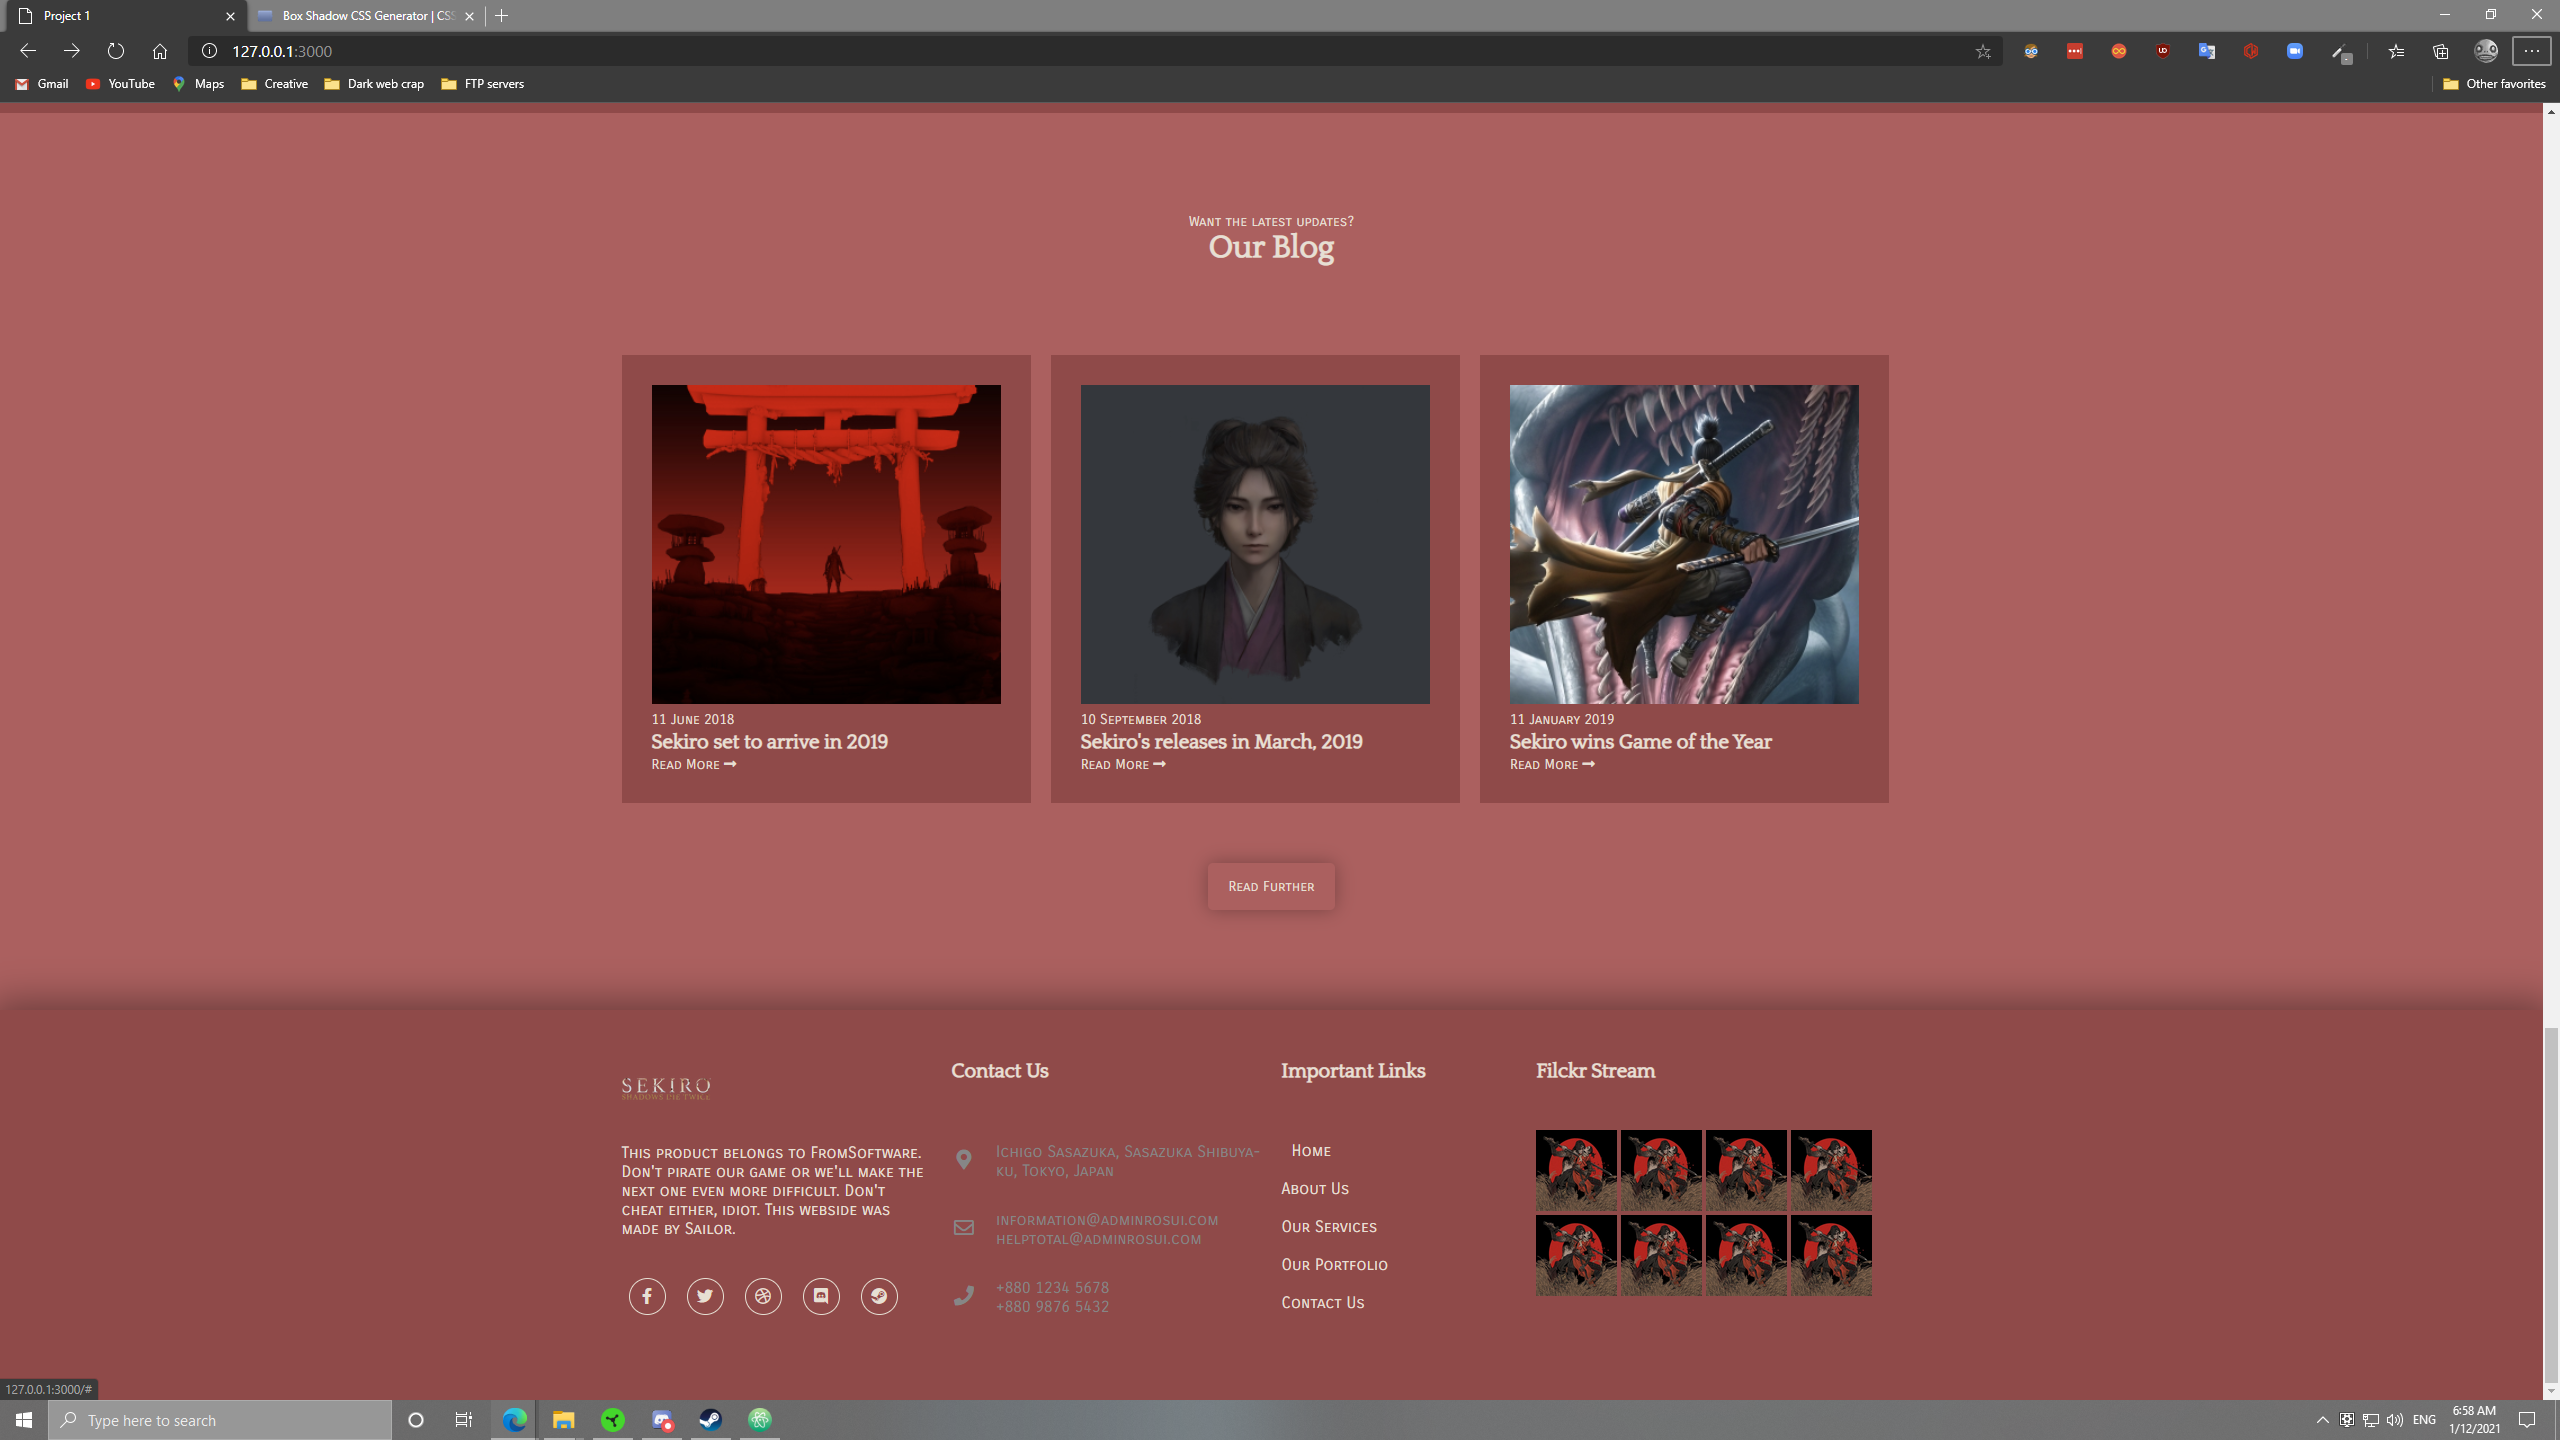 Project 1
Box Shadow CSS Generator | CSS
127.0.0.1:3000
Gmail
YouTube
Maps
Creative
Dark web crap
FTP servers
Other favorites
Want the latest updates?
Our Blog
11 June 2018
Sekiro set to arrive in 2019
Read More
10 September 2018
Sekiro's releases in March, 2019
Read More
11 January 2019
Sekiro wins Game of the Year
Read More
Read Further
SEKIRO
SHADOWS DIE TWICE
This product belongs to FromSoftware.
Don't pirate our game or we'll make the
next one even more difficult. Don't
cheat either, idiot. This webside was
made by Sailor.
Contact Us
Ichigo Sasazuka, Sasazuka Shibuya-
ku, Tokyo, Japan
information@adminrosui.com
helptotal@adminrosui.com
+880 1234 5678
+880 9876 5432
Important Links
Home
About Us
Our Services
Our Portfolio
Contact Us
Filckr Stream
127.0.0.1:3000/#
Type here to search
ENG
6:58 AM
1/12/2021